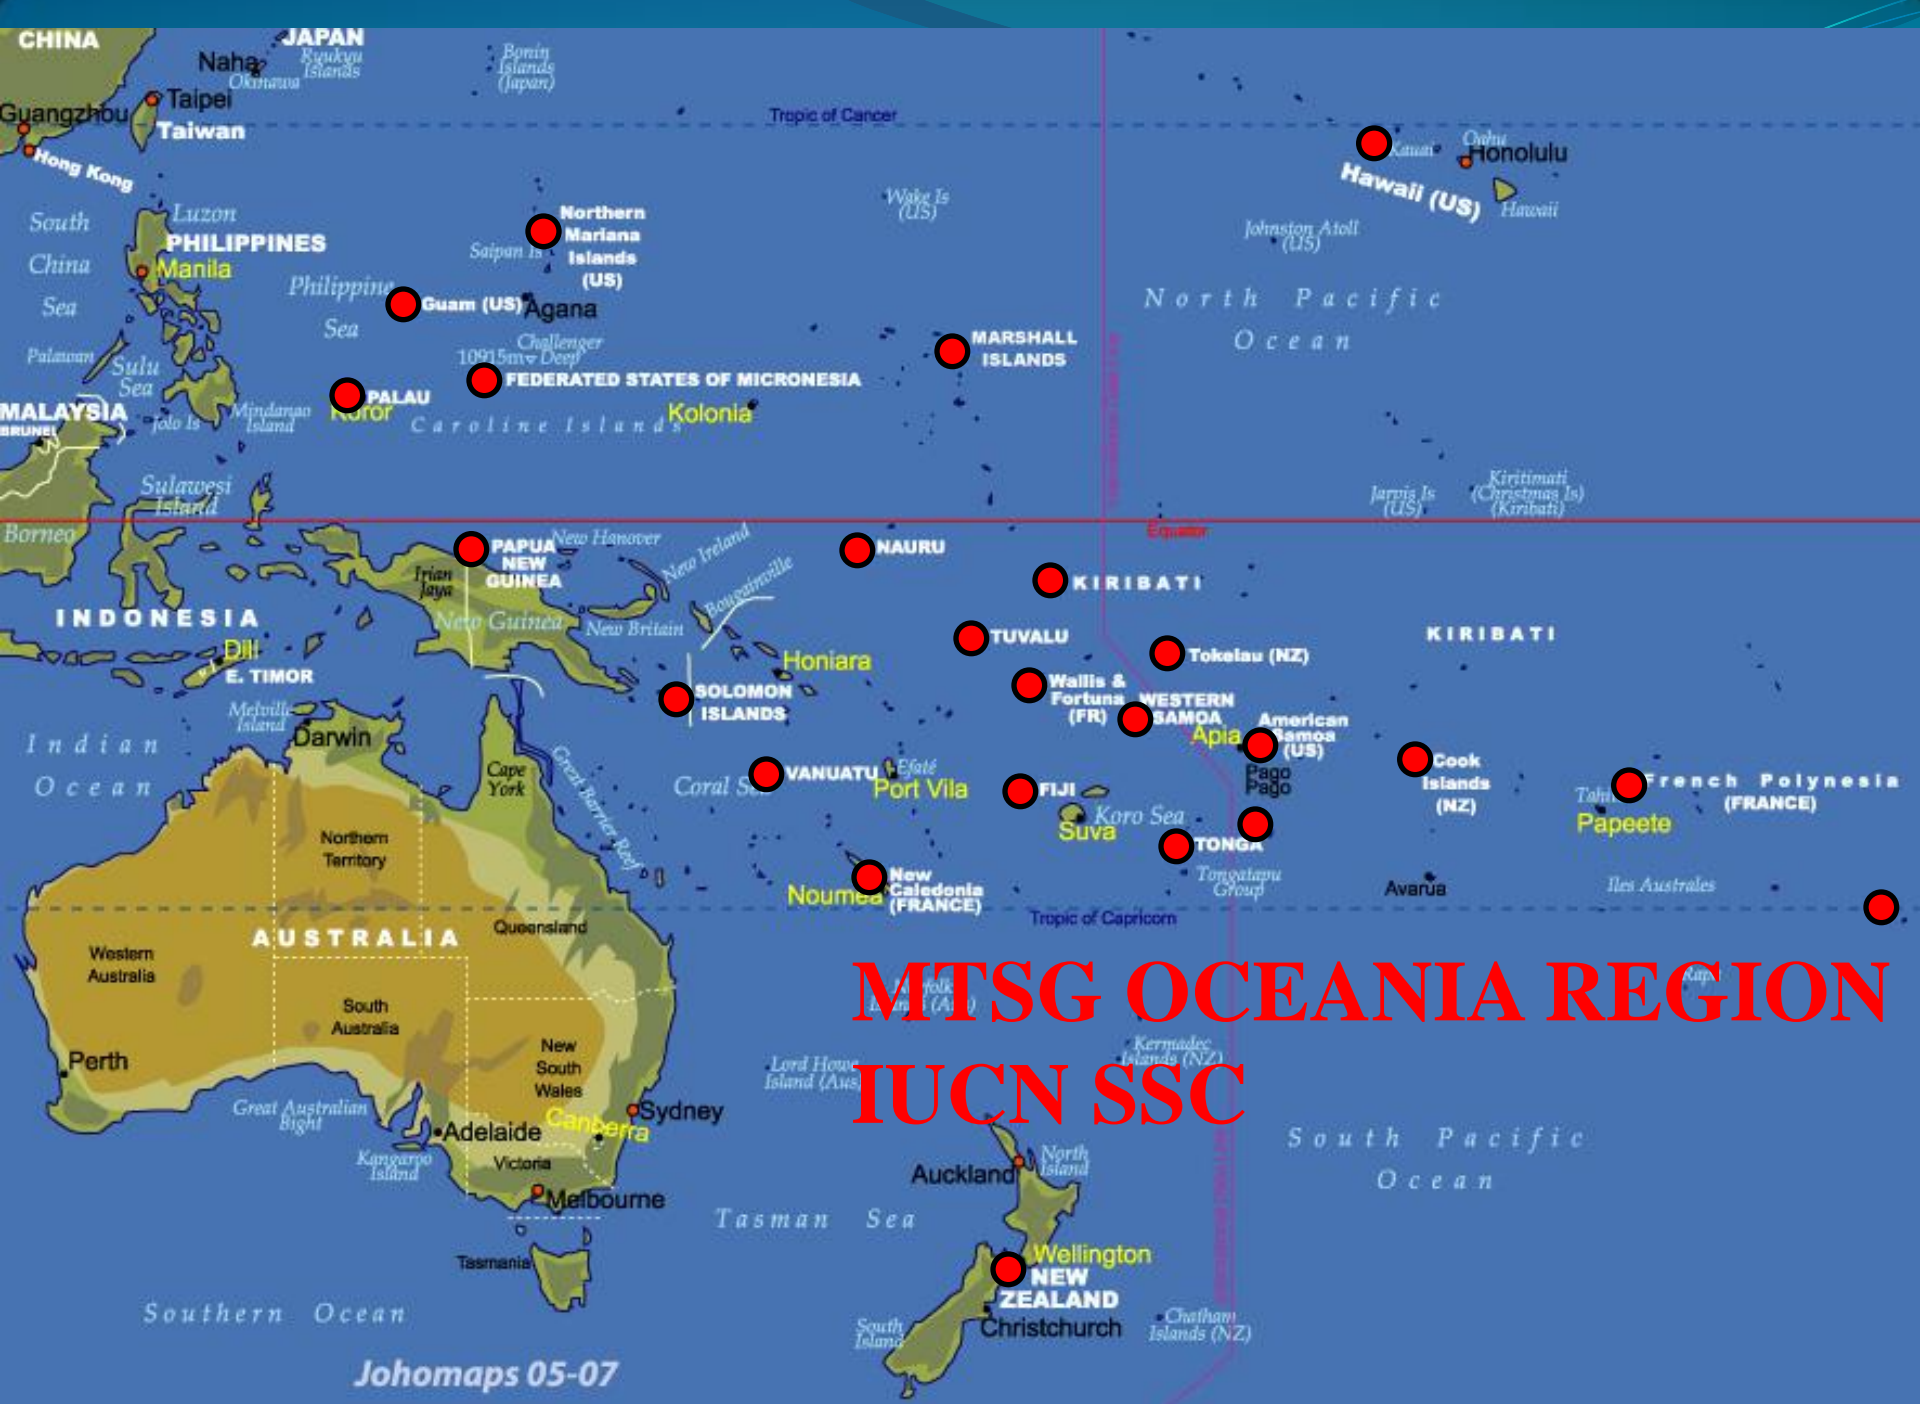 CHINA
JAPAN
Naha
Ryukyu
Islands
Okinawa
Bonin
Islands
(Japan)
Taipei
Guangzhou
Taiwan
Tropic of Cancer
Hong Kong
Kauai
Oahu
Honolulu
Hawaii (US)
Hawaii
South
China
Sea
Luzon
PHILIPPINES
Manila
Northern
Mariana
Islands
(US)
Saipan Is
Wake Is
(US)
Johnston Atoll
(US)
Philippine
Sea
Guam (US)
Agana
North Pacific
Ocean
Challenger
10915m Deep
Palawan
Sulu
Sea
MARSHALL
ISLANDS
FEDERATED STATES OF MICRONESIA
PALAU
Koror
Kolonia
Caroline Islands
MALAYSIA
BRUNEI
Jolo Is
Mindanao
Island
Sulawesi
Island
Jarvis Is
(US)
Kiritimati
(Christmas Is)
(Kiribati)
Borneo
Equator
PAPUA
NEW
GUINEA
New Hanover
New Ireland
Bougainville
NAURU
Irian
Jaya
KIRIBATI
INDONESIA
New Guinea
New Britain
TUVALU
KIRIBATI
Dili
E. TIMOR
Honiara
Tokelau (NZ)
SOLOMON
ISLANDS
Wallis &
Fortuna
(FR)
WESTERN
SAMOA
Apia
American
Samoa
(US)
Pago
Pago
Melville
Island
Darwin
Indian
Ocean
Cape
York
Great Barrier Reef
Coral Sea
VANUATU
Efaté
Port Vila
FIJI
Koro Sea
Suva
Cook
Islands
(NZ)
French Polynesia
(FRANCE)
Tahiti
Papeete
Northern
Territory
TONGA
Tongatapu
Group
New
Caledonia
(FRANCE)
Noumea
Avarua
Iles Australes
Tropic of Capricorn
Queensland
AUSTRALIA
Western
Australia
South
Australia
MTSG OCEANIA REGION
IUCN SSC
Norfolk
Island (Aus)
Rapa
Kermadec
Islands (NZ)
Lord Howe
Island (Aus)
New
South
Wales
Perth
Great Australian
Bight
Sydney
Canberra
Adelaide
Kangaroo
Island
Victoria
Melbourne
Auckland
North
Island
South Pacific
Ocean
Tasman Sea
Tasmania
Wellington
NEW
ZEALAND
Christchurch
South
Island
Chatham
Islands (NZ)
Southern Ocean
Johomaps 05-07